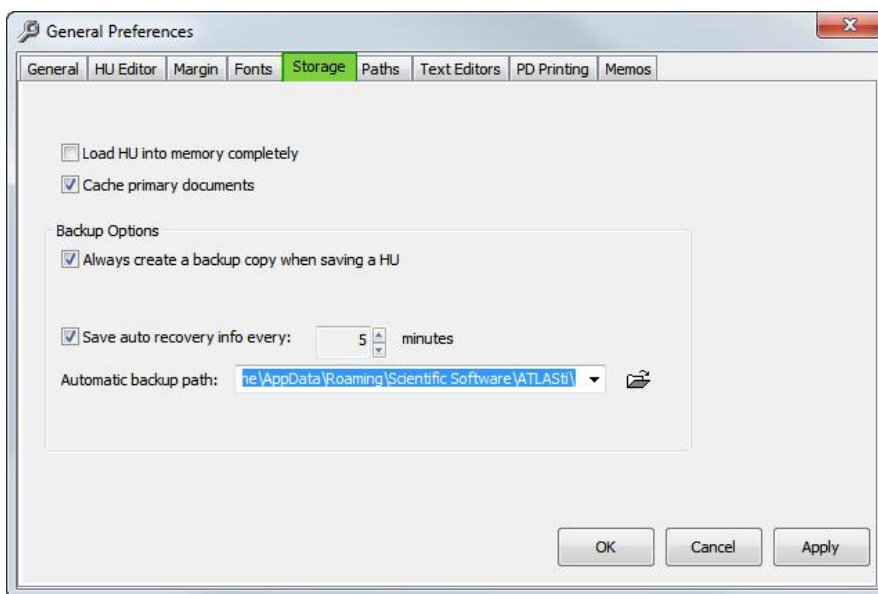 General Preferences
General HU Editor Margin Fonts Storage Paths Text Editors PD Printing Memos
Load HU into memory completely
Cache primary documents
Backup Options
Always create a backup copy when saving a HU
Save auto recovery info every: 5 minutes
Automatic backup path: ne\AppData\Roaming\Scientific Software\ATLASti\
OK Cancel Apply